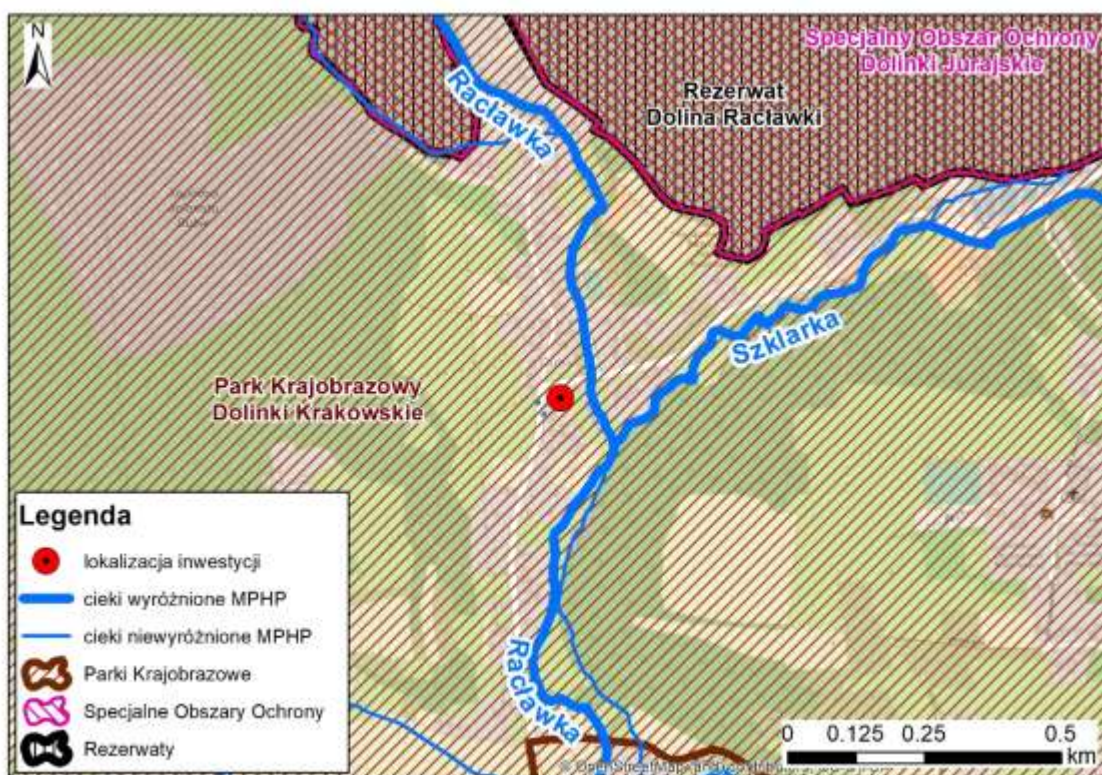 N
Specjalny Obszar Ochrony
Dolinki Jurajskie
Rezerwat
Dolina Racławki
Racławka
Szklarka
Park Krajobrazowy
Dolinki Krakowskie
Racławka
Legenda
lokalizacja inwestycji
cieki wyróżnione MPHP
cieki niewyróżnione MPHP
Parki Krajobrazowe
Specjalne Obszary Ochrony
Rezerwaty
0 0.125 0.25 0.5
km
© OpenStreetMap